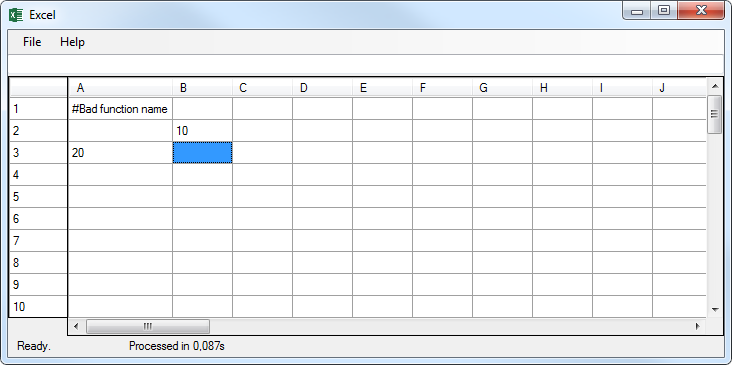 Excel
File Help
A B C D E F G H I J
1 #Bad function name
2 10
3 20
4
5
6
7
8
9
10
Ready. Processed in 0,087s